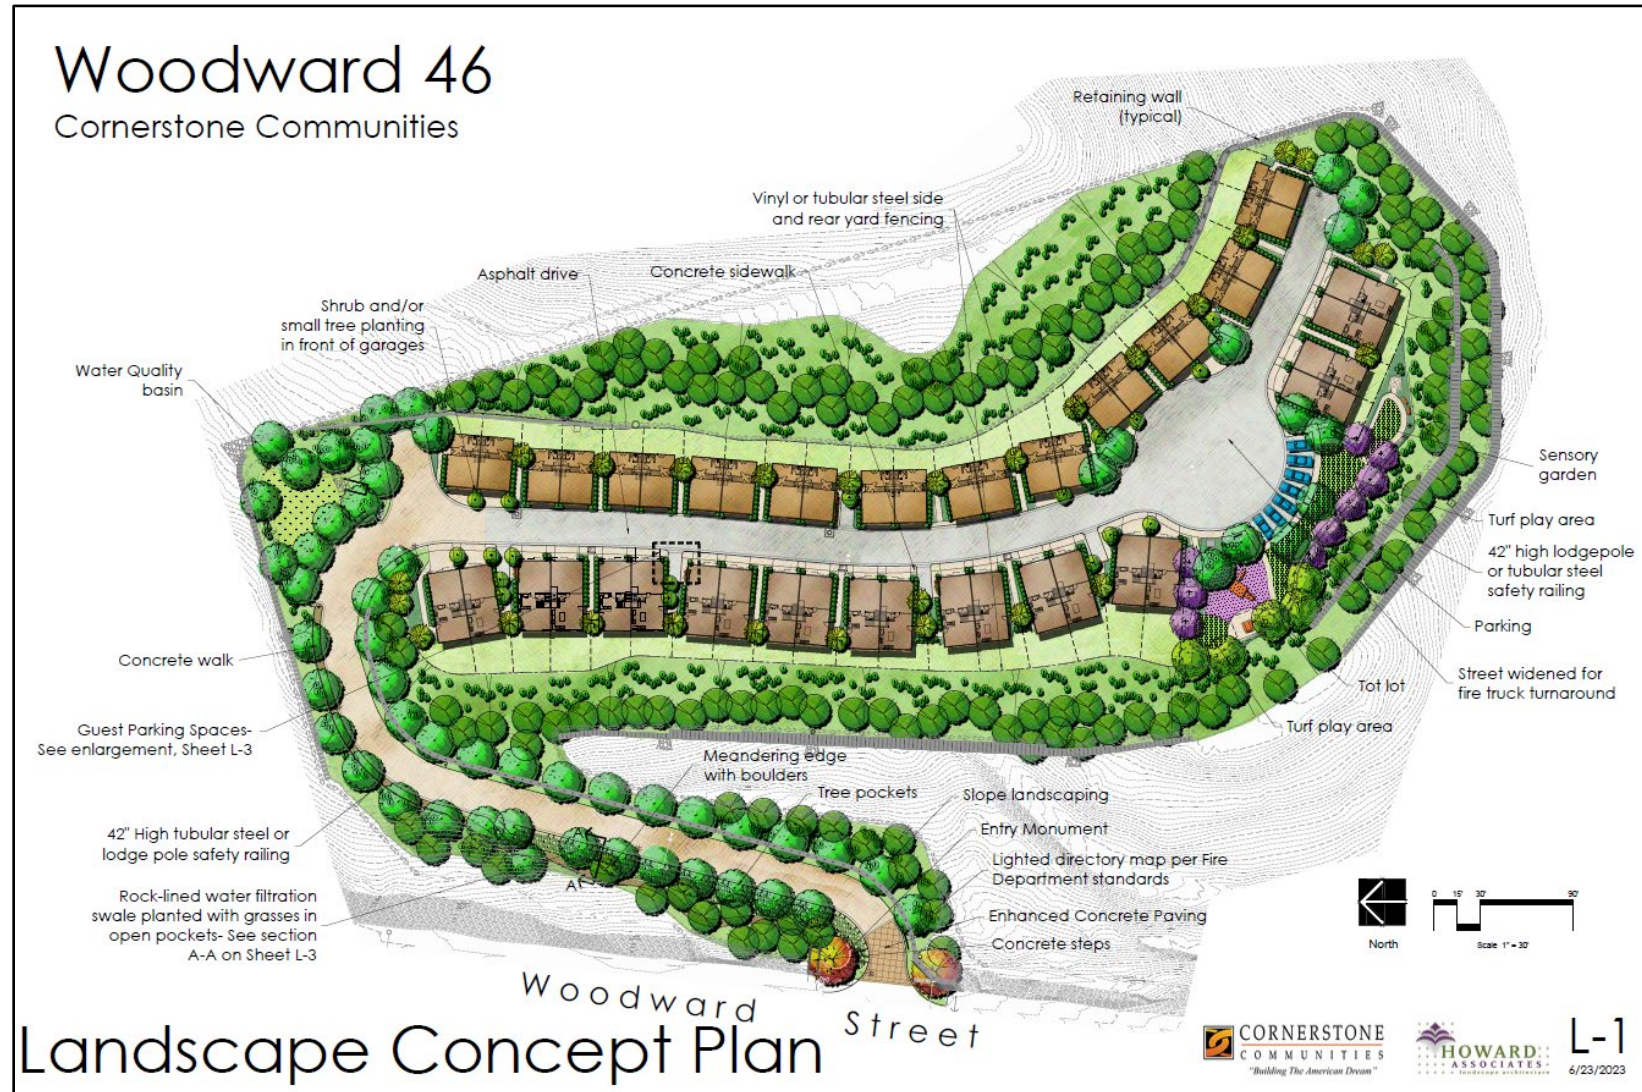 Woodward 46
Cornerstone Communities
Retaining wall
(typical)
Vinyl or tubular steel side
and rear yard fencing
Asphalt drive
Concrete sidewalk
Shrub and/or
small tree planting
in front of garages
Water Quality
basin
Sensory
garden
Turf play area
42" high lodgepole
or tubular steel
safety railing
Parking
Street widened for
fire truck turnaround
Tot lot
Turf play area
Concrete walk
Guest Parking Spaces-
See enlargement, Sheet L-3
Meandering edge
with boulders
Tree pockets
Slope landscaping
Entry Monument
Lighted directory map per Fire
Department standards
Enhanced Concrete Paving
Concrete steps
42" High tubular steel or
lodge pole safety railing
Rock-lined water filtration
swale planted with grasses in
open pockets- See section
A-A on Sheet L-3
A
A
North
0 15' 30' 90'
Scale 1" = 30'
Woodward Street
Landscape Concept Plan
CORNERSTONE
COMMUNITIES
"Building The American Dream"
HOWARD
ASSOCIATES
landscape architecture
L-1
6/23/2023